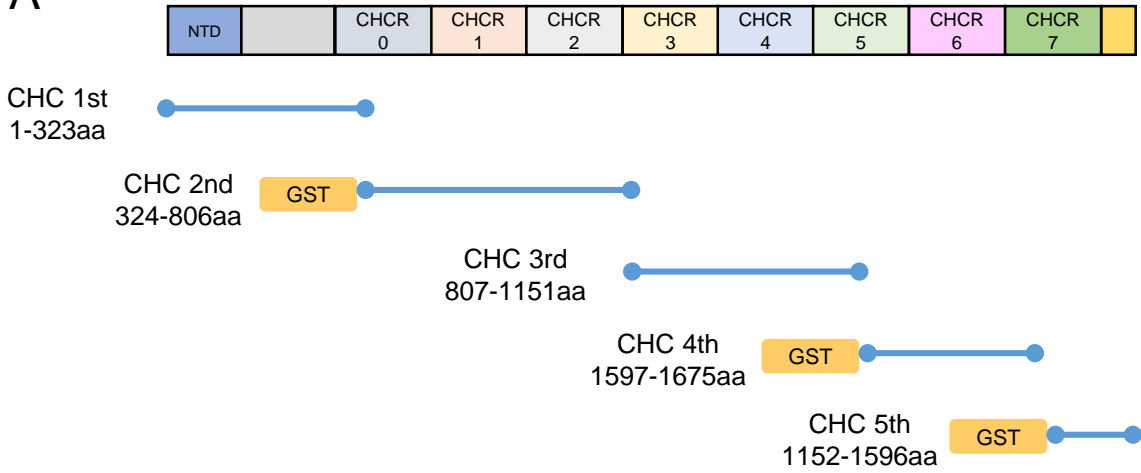 A
NTD
CHCR
0
CHCR
1
CHCR
2
CHCR
3
CHCR
4
CHCR
5
CHCR
6
CHCR
7
CHC 1st
1-323aa
CHC 2nd
324-806aa
GST
CHC 3rd
807-1151aa
CHC 4th
1597-1675aa
GST
CHC 5th
1152-1596aa
GST